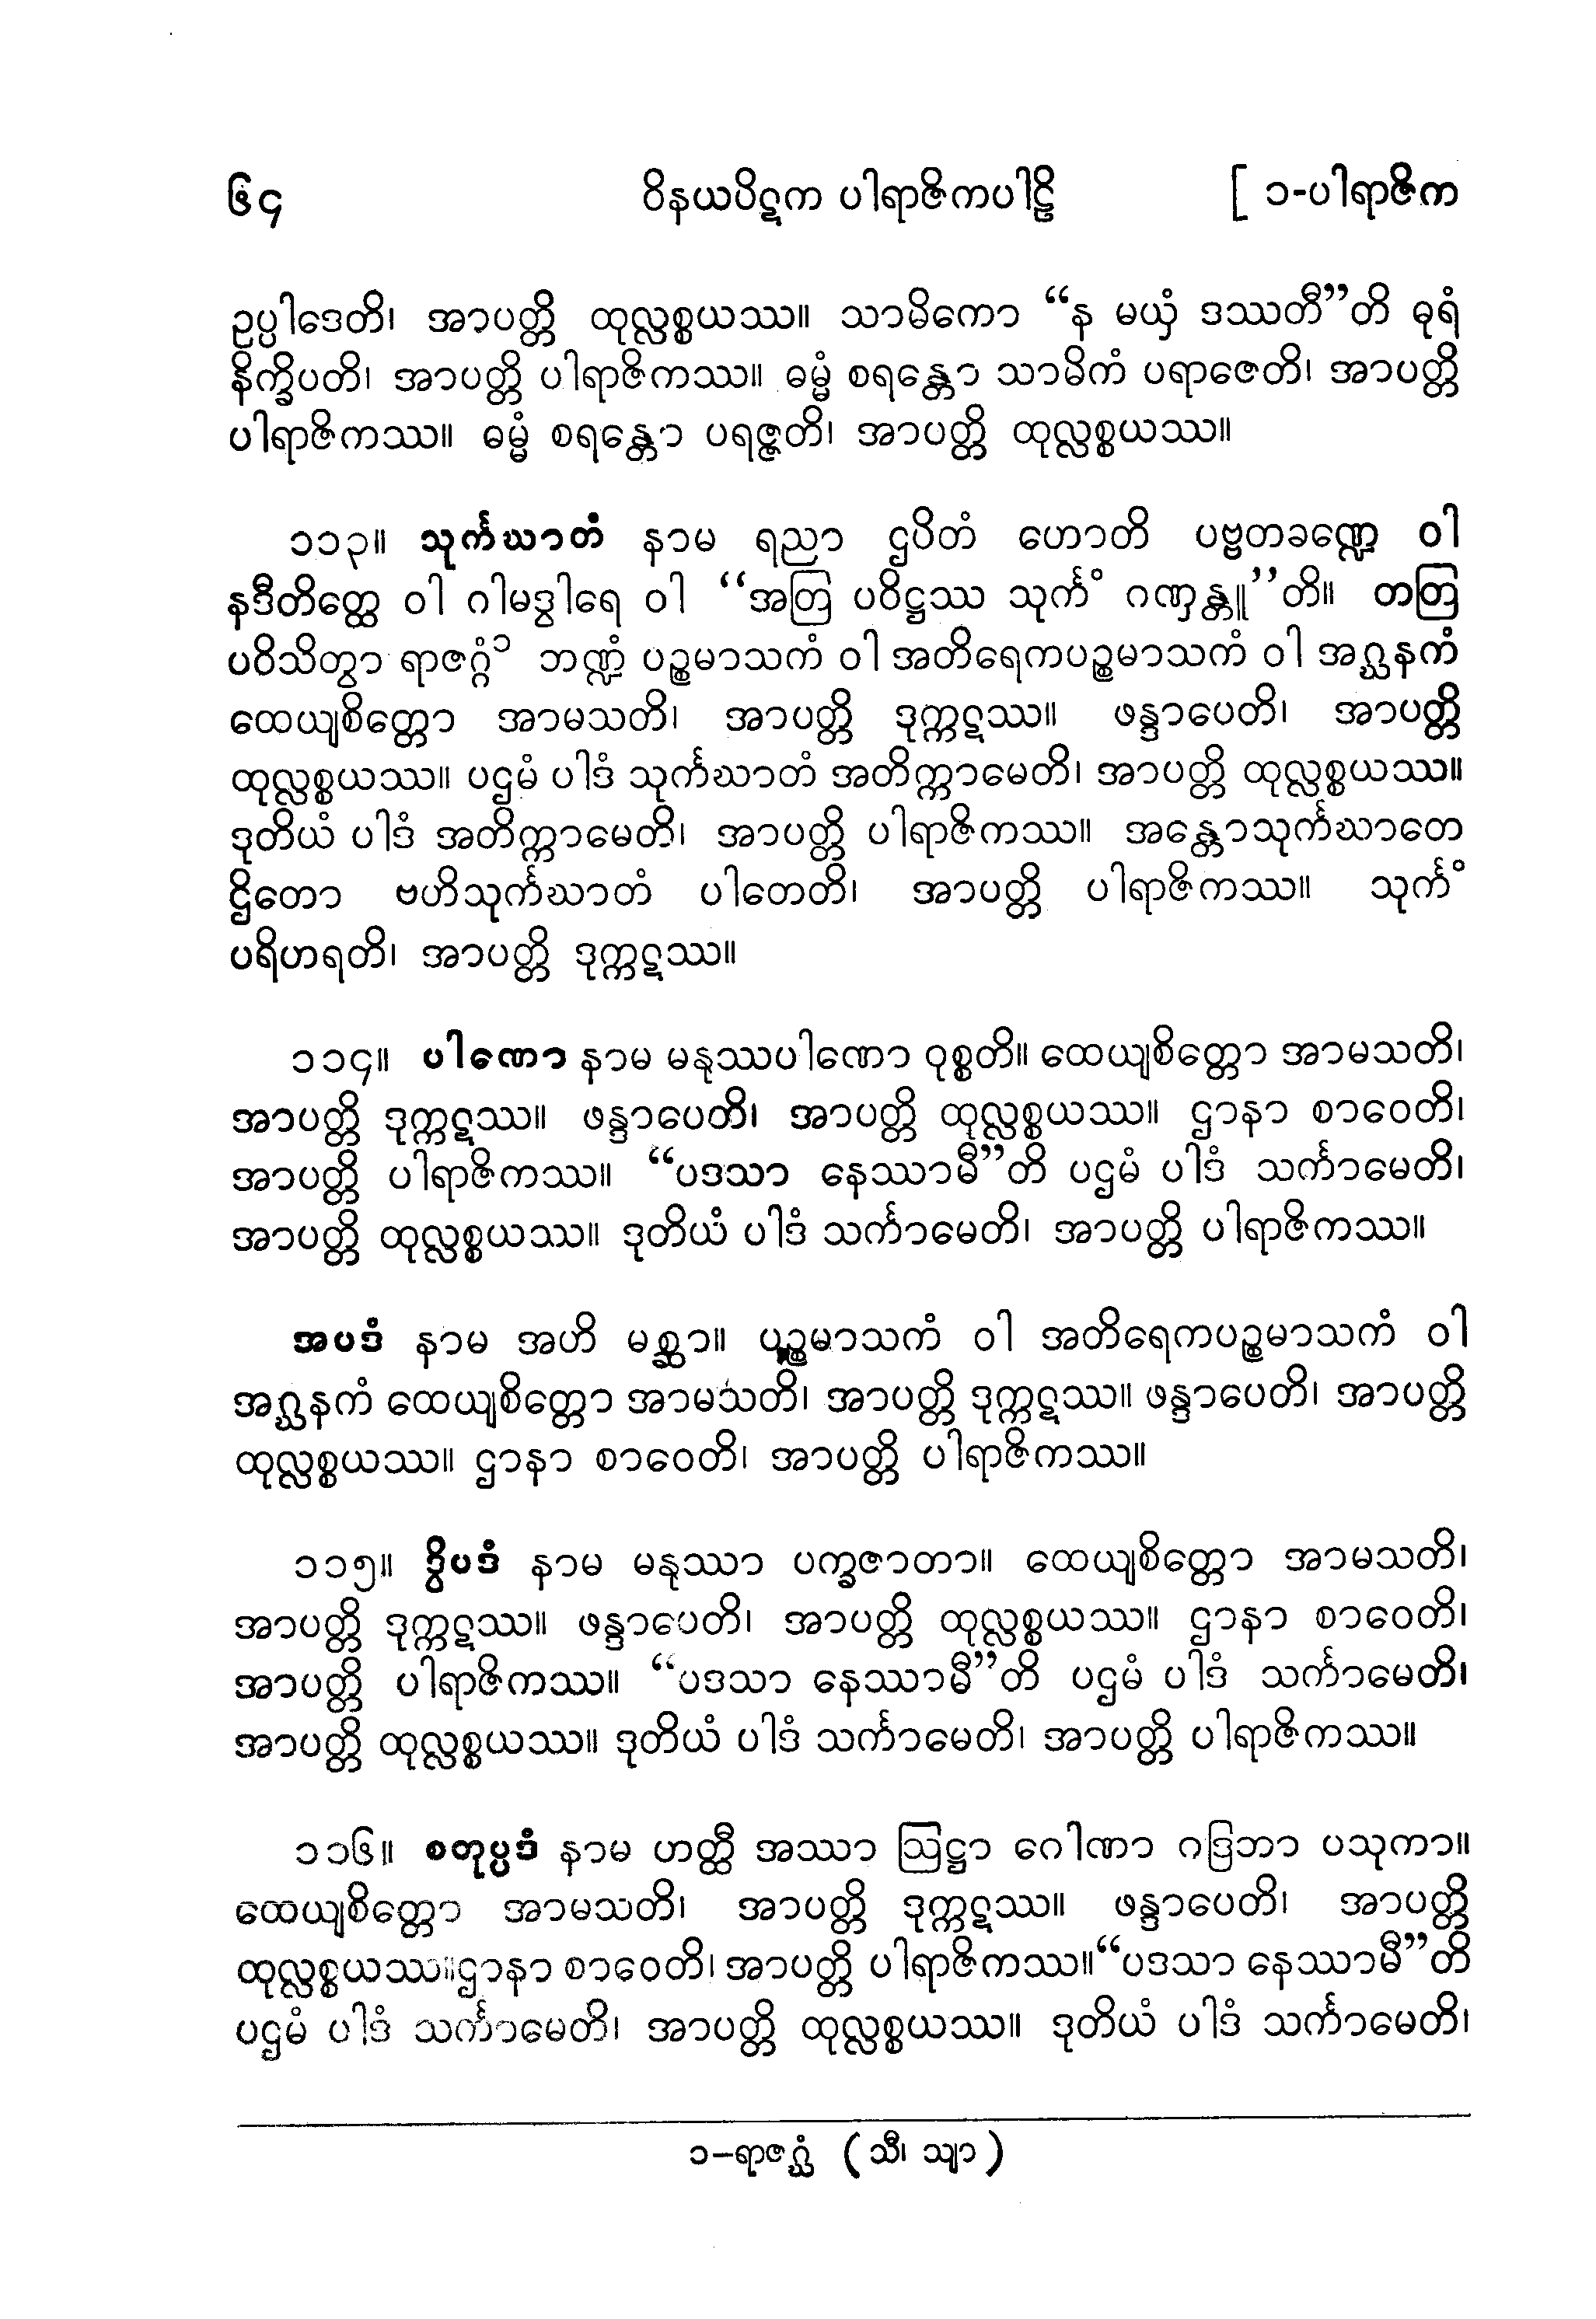 ၆၄ ဝိနယပိဋက ပါရာဇိကပါဠိ [ ၁-ပါရာဇိက
ဥပ္ပါဒေတိ၊ အာပတ္တိ ထုလ္လစ္စယဿ။ သာမိကော “န မယှံ ဒဿတီ”တိ ဓုရံ
နိက္ခိပတိ၊ အာပတ္တိ ပါရာဇိကဿ။ ဓမ္မံ စရန္တော သာမိကံ ပရာဇေတိ၊ အာပတ္တိ
ပါရာဇိကဿ။ ဓမ္မံ စရန္တော ပရဇ္ဇတိ၊ အာပတ္တိ ထုလ္လစ္စယဿ။
၁၁၃။ သုင်္ကဃာတံ နာမ ရညာ ဌပိတံ ဟောတိ ပဗ္ဗတခဏ္ဍေ ဝါ
နဒီတိတ္ထေ ဝါ ဂါမဒွါရေ ဝါ “အတြ ပဝိဋ္ဌဿ သုင်္ကံ ဂဏှန္တူ”တိ။ တတြ
ပဝိသိတွာ ရာဇဂ္ဂံ၁ ဘဏ္ဍံ ပဉ္စမာသကံ ဝါ အတိရေကပဉ္စမာသကံ ဝါ အဂ္ဃနကံ
ထေယျစိတ္တော အာမသတိ၊ အာပတ္တိ ဒုက္ကဋဿ။ ဖန္ဒာပေတိ၊ အာပတ္တိ
ထုလ္လစ္စယဿ။ ပဌမံ ပါဒံ သုင်္ကဃာတံ အတိက္ကာမေတိ၊ အာပတ္တိ ထုလ္လစ္စယဿ။
ဒုတိယံ ပါဒံ အတိက္ကာမေတိ၊ အာပတ္တိ ပါရာဇိကဿ။ အန္တောသုင်္ကဃာတေ
ဌိတော ဗဟိသုင်္ကဃာတံ ပါတေတိ၊ အာပတ္တိ ပါရာဇိကဿ။ သုင်္ကံ
ပရိဟရတိ၊ အာပတ္တိ ဒုက္ကဋဿ။
၁၁၄။ ပါဏော နာမ မနုဿပါဏော ဝုစ္စတိ။ ထေယျစိတ္တော အာမသတိ၊
အာပတ္တိ ဒုက္ကဋဿ။ ဖန္ဒာပေတိ၊ အာပတ္တိ ထုလ္လစ္စယဿ။ ဌာနာ စာဝေတိ၊
အာပတ္တိ ပါရာဇိကဿ။ “ပဒသာ နေဿာမီ”တိ ပဌမံ ပါဒံ သင်္ကာမေတိ၊
အာပတ္တိ ထုလ္လစ္စယဿ။ ဒုတိယံ ပါဒံ သင်္ကာမေတိ၊ အာပတ္တိ ပါရာဇိကဿ။
အပဒံ နာမ အဟိ မစ္ဆာ။ ပဉ္စမာသကံ ဝါ အတိရေကပဉ္စမာသကံ ဝါ
အဂ္ဃနကံ ထေယျစိတ္တော အာမသတိ၊ အာပတ္တိ ဒုက္ကဋဿ။ ဖန္ဒာပေတိ၊ အာပတ္တိ
ထုလ္လစ္စယဿ။ ဌာနာ စာဝေတိ၊ အာပတ္တိ ပါရာဇိကဿ။
၁၁၅။ ဒွိပဒံ နာမ မနုဿာ ပက္ခဇာတာ။ ထေယျစိတ္တော အာမသတိ၊
အာပတ္တိ ဒုက္ကဋဿ။ ဖန္ဒာပေတိ၊ အာပတ္တိ ထုလ္လစ္စယဿ။ ဌာနာ စာဝေတိ၊
အာပတ္တိ ပါရာဇိကဿ။ “ပဒသာ နေဿာမီ”တိ ပဌမံ ပါဒံ သင်္ကာမေတိ၊
အာပတ္တိ ထုလ္လစ္စယဿ။ ဒုတိယံ ပါဒံ သင်္ကာမေတိ၊ အာပတ္တိ ပါရာဇိကဿ။
၁၁၆။ စတုပ္ပဒံ နာမ ဟတ္ထီ အဿာ ဩဋ္ဌာ ဂေါဏာ ဂဒြဘာ ပသုကာ။
ထေယျစိတ္တော အာမသတိ၊ အာပတ္တိ ဒုက္ကဋဿ။ ဖန္ဒာပေတိ၊ အာပတ္တိ
ထုလ္လစ္စယဿ။ဌာနာ စာဝေတိ၊ အာပတ္တိ ပါရာဇိကဿ။“ပဒသာ နေဿာမီ”တိ
ပဌမံ ပါဒံ သင်္ကာမေတိ၊ အာပတ္တိ ထုလ္လစ္စယဿ။ ဒုတိယံ ပါဒံ သင်္ကာမေတိ၊
၁–ရာဇဂ္ဃံ (သီ၊ သျာ)